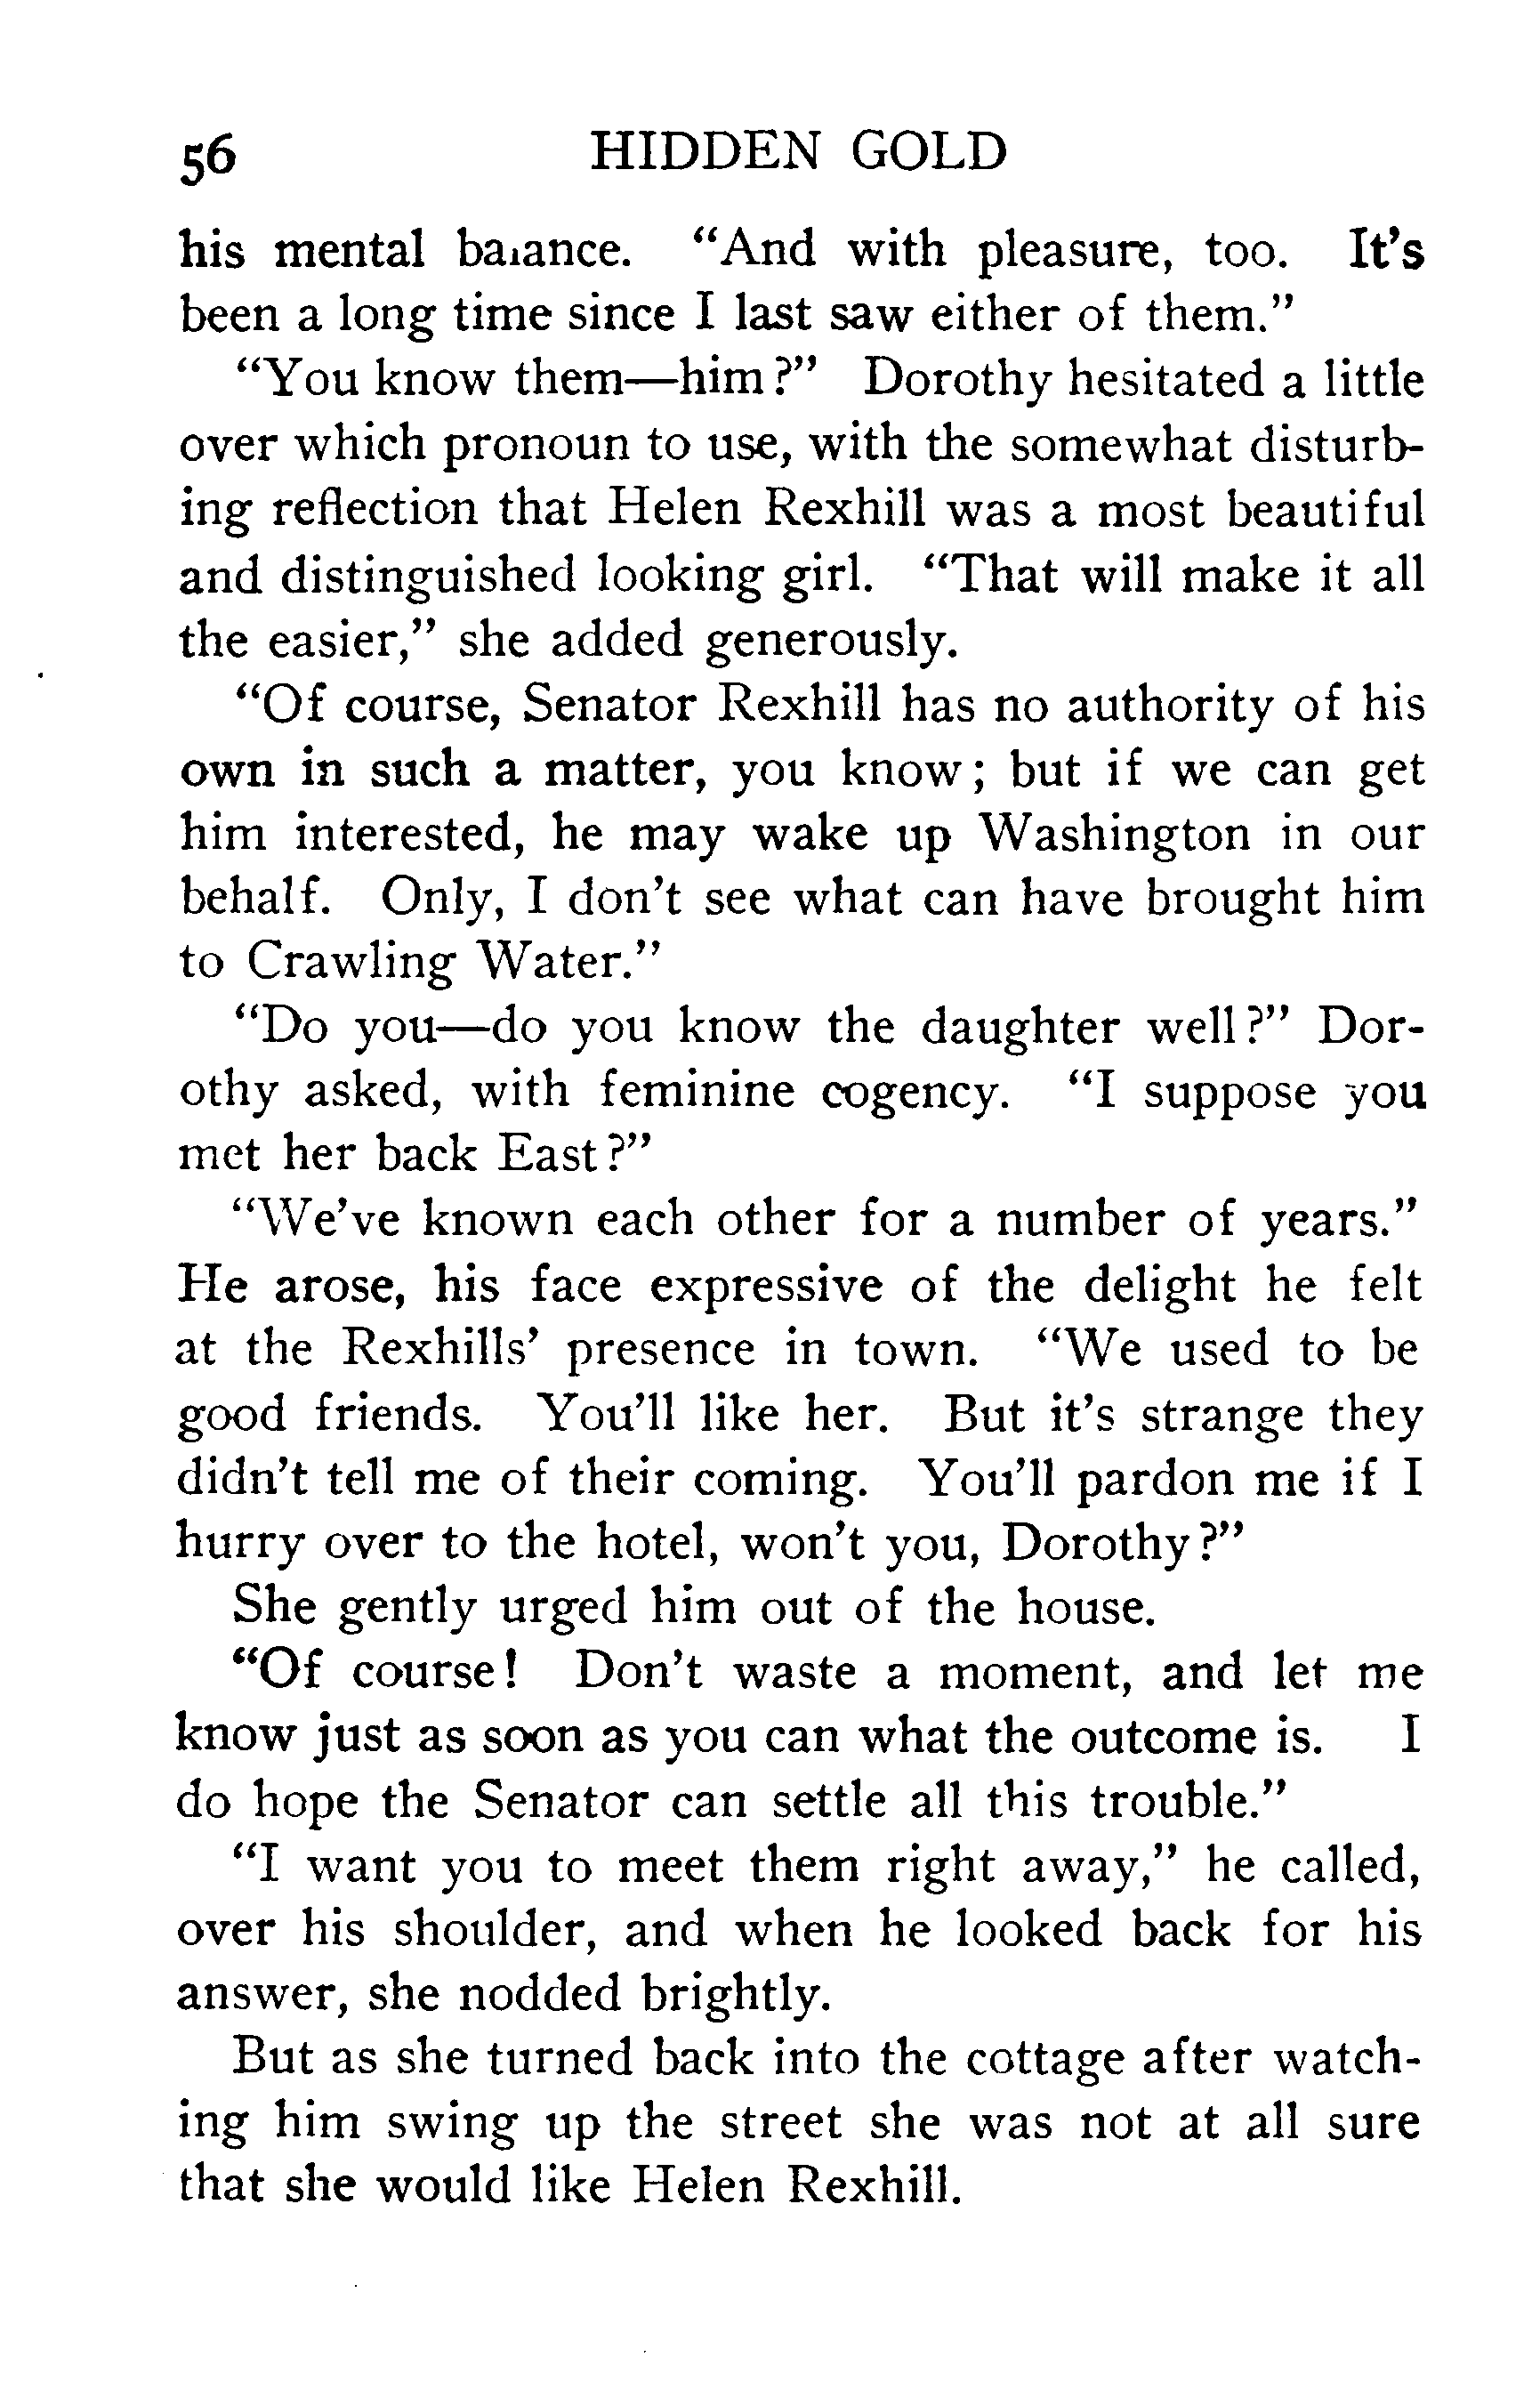 56 HIDDEN GOLD
his mental balance. “And with pleasure, too. It’s
been a long time since I last saw either of them.”
“You know them—him?” Dorothy hesitated a little
over which pronoun to use, with the somewhat disturb-
ing reflection that Helen Rexhill was a most beautiful
and distinguished looking girl. “That will make it all
the easier,” she added generously.
“Of course, Senator Rexhill has no authority of his
own in such a matter, you know; but if we can get
him interested, he may wake up Washington in our
behalf. Only, I don’t see what can have brought him
to Crawling Water.”
“Do you—do you know the daughter well?” Dor-
othy asked, with feminine cogency. “I suppose you
met her back East?”
“We’ve known each other for a number of years.”
He arose, his face expressive of the delight he felt
at the Rexhills’ presence in town. “We used to be
good friends. You’ll like her. But it’s strange they
didn’t tell me of their coming. You’ll pardon me if I
hurry over to the hotel, won’t you, Dorothy?”
She gently urged him out of the house.
“Of course! Don’t waste a moment, and let me
know just as soon as you can what the outcome is. I
do hope the Senator can settle all this trouble.”
“I want you to meet them right away,” he called,
over his shoulder, and when he looked back for his
answer, she nodded brightly.
But as she turned back into the cottage after watch-
ing him swing up the street she was not at all sure
that she would like Helen Rexhill.